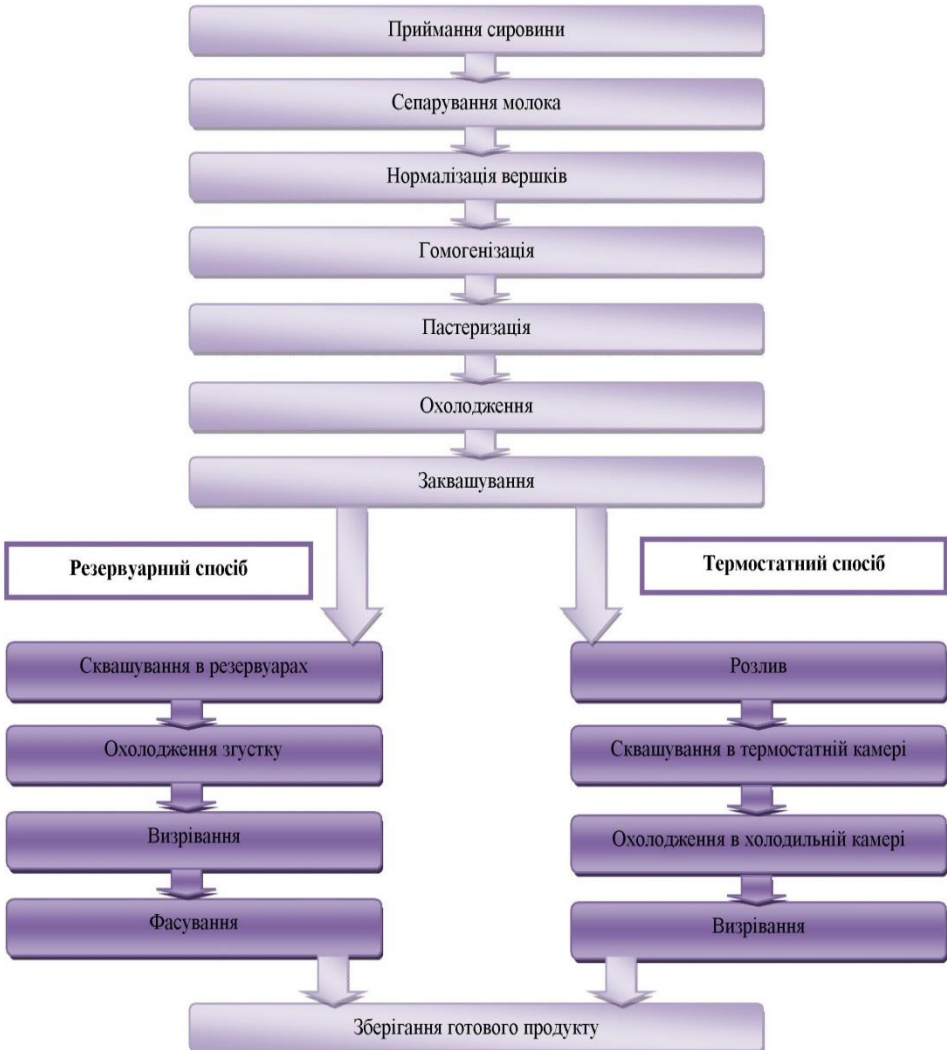 Приймання сировини
Сепарування молока
Нормалізація вершків
Гомогенізація
Пастеризація
Охолодження
Заквашування
Резервуарний спосіб
Термостатний спосіб
Сквашування в резервуарах
Охолодження згустку
Визрівання
Фасування
Розлив
Сквашування в термостатній камері
Охолодження в холодильній камері
Визрівання
Зберігання готового продукту